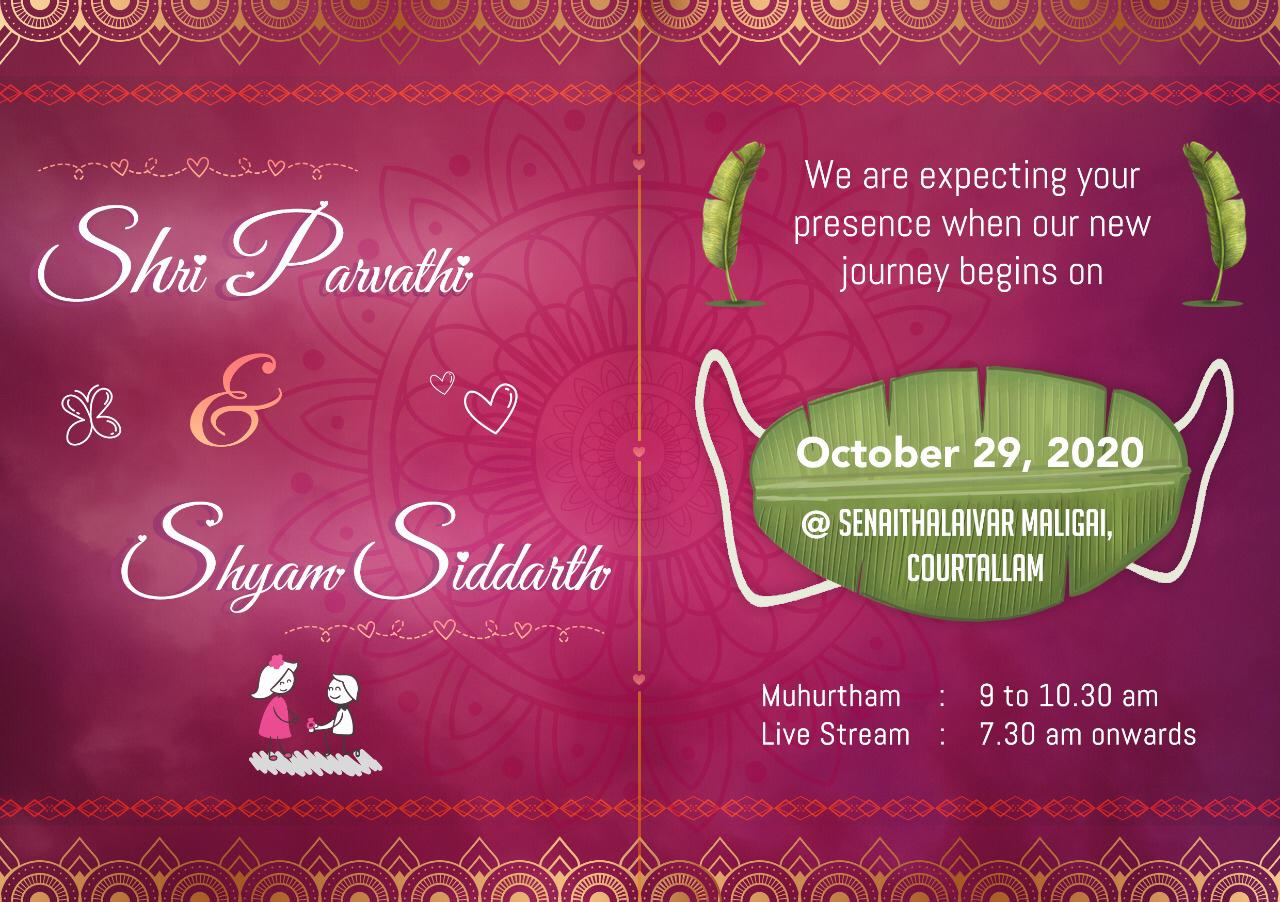 Shri Parvathi
&
Shyam Siddarth
We are expecting your
presence when our new
journey begins on
October 29, 2020
@ SENAITHALAIVAR MALIGAI,
COURTALLAM
Muhurtham : 9 to 10.30 am
Live Stream : 7.30 am onwards